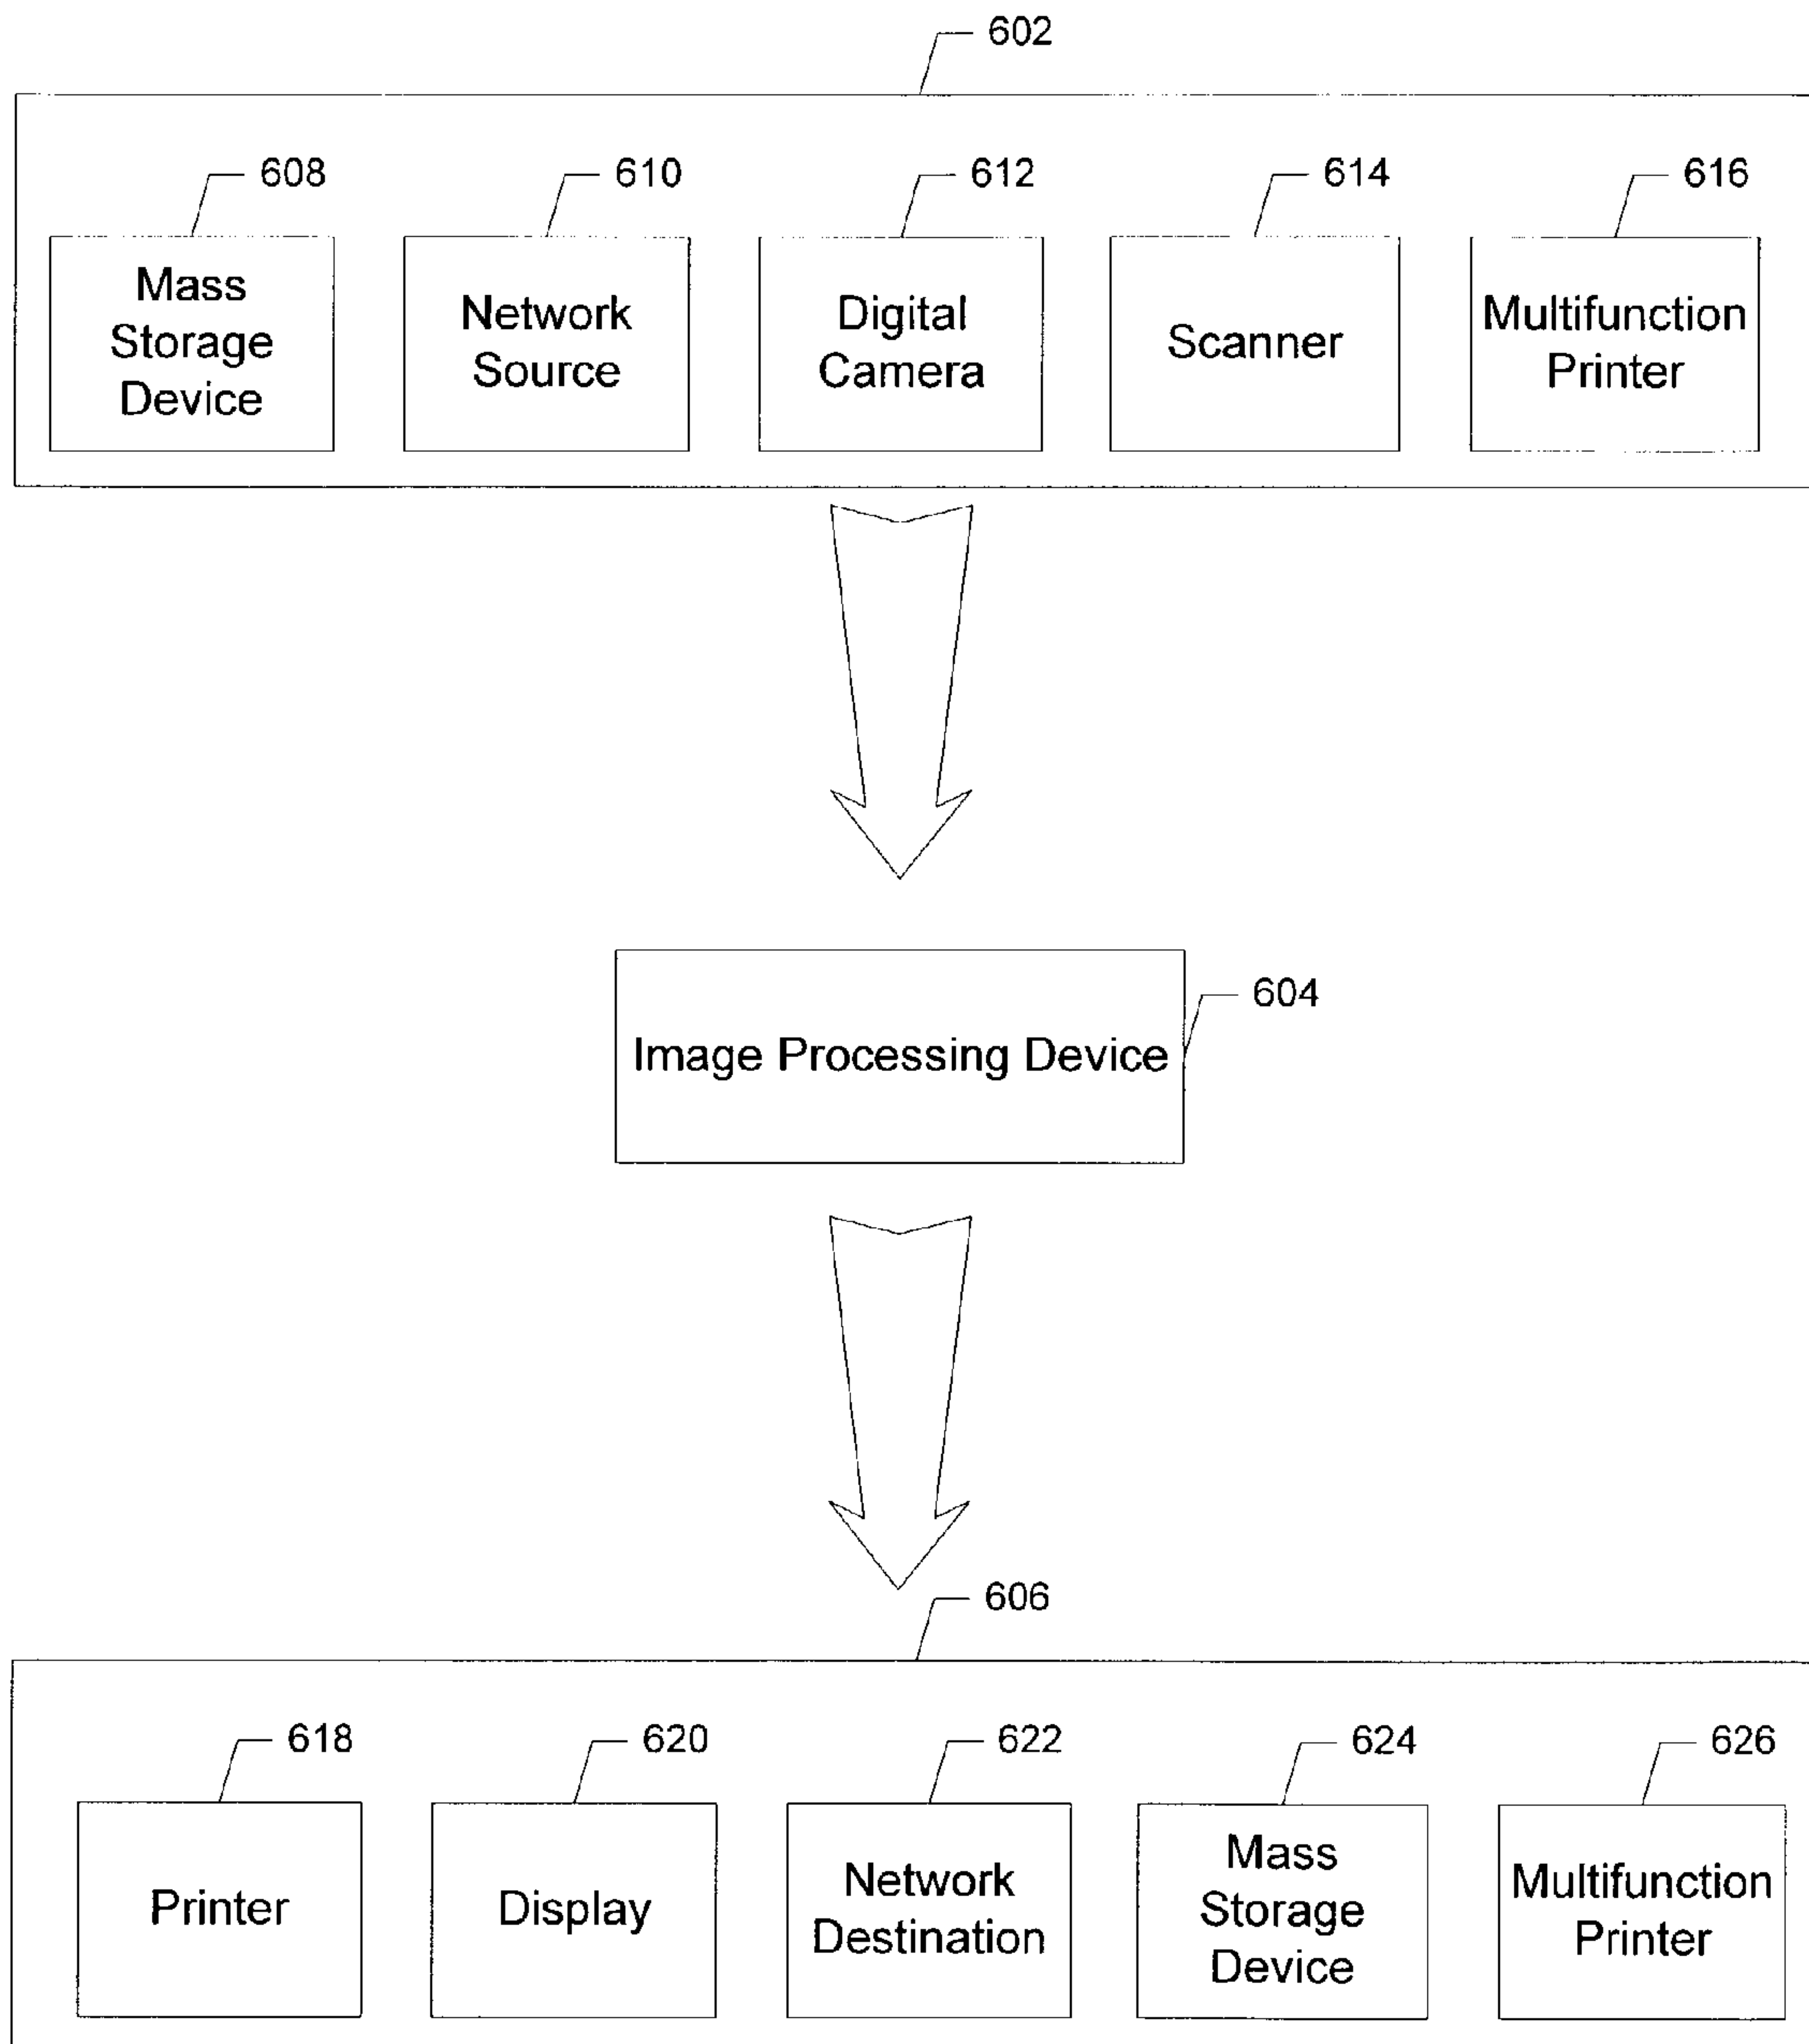 602
608
610
612
614
616
Mass
Storage
Device
Network
Source
Digital
Camera
Scanner
Multifunction
Printer
Image Processing Device
604
606
618
620
622
624
626
Printer
Display
Network
Destination
Mass
Storage
Device
Multifunction
Printer